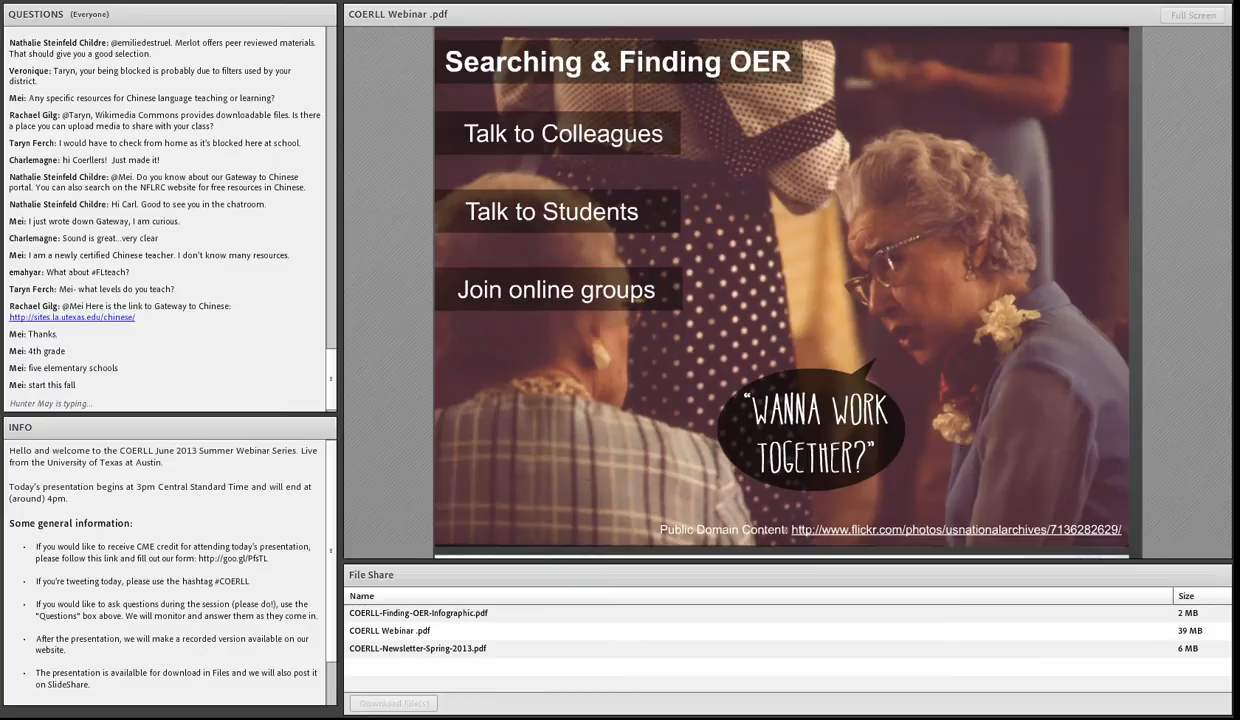 QUESTIONS (Everyone)
Nathalie Steinfeld Childre: @emiliedestruel. Merlot offers peer reviewed materials.
That should give you a good selection.
Veronique: Taryn, your being blocked is probably due to filters used by your
district.
Mei: Any specific resources for Chinese language teaching or learning?
Rachael Gilg: @Taryn, Wikimedia Commons provides downloadable files. Is there
a place you can upload media to share with your class?
Taryn Ferch: I would have to check from home as it's blocked here at school.
Charlemagne: hi Coerllers! Just made it!
Nathalie Steinfeld Childre: @Mei. Do you know about our Gateway to Chinese
portal. You can also search on the NFLRC website for free resources in Chinese.
Nathalie Steinfeld Childre: Hi Carl. Good to see you in the chatroom.
Mei: I just wrote down Gateway, I am curious.
Charlemagne: Sound is great...very clear
Mei: I am a newly certified Chinese teacher. I don't know many resources.
emahyar: What about #FLteach?
Taryn Ferch: Mei- what levels do you teach?
Rachael Gilg: @Mei Here is the link to Gateway to Chinese:
http://sites.la.utexas.edu/chinese/
Mei: Thanks.
Mei: 4th grade
Mei: five elementary schools
Mei: start this fall
Hunter May is typing...
INFO
Hello and welcome to the COERLL June 2013 Summer Webinar Series. Live
from the University of Texas at Austin.
Today's presentation begins at 3pm Central Standard Time and will end at
(around) 4pm.
Some general information:
• If you would like to receive CME credit for attending today's presentation,
please follow this link and fill out our form: http://goo.gl/PfsTL
• If you're tweeting today, please use the hashtag #COERLL
• If you would like to ask questions during the session (please do!), use the
"Questions" box above. We will monitor and answer them as they come in.
• After the presentation, we will make a recorded version available on our
website.
• The presentation is available for download in Files and we will also post it
on SlideShare.
COERLL Webinar .pdf
Full Screen
Searching & Finding OER
Talk to Colleagues
Talk to Students
Join online groups
“WANNA WORK
TOGETHER?”
Public Domain Content: http://www.flickr.com/photos/usnationalarchives/7136282629/
File Share
Name Size
COERLL-Finding-OER-Infographic.pdf 2 MB
COERLL Webinar .pdf 39 MB
COERLL-Newsletter-Spring-2013.pdf 6 MB
Download File(s)